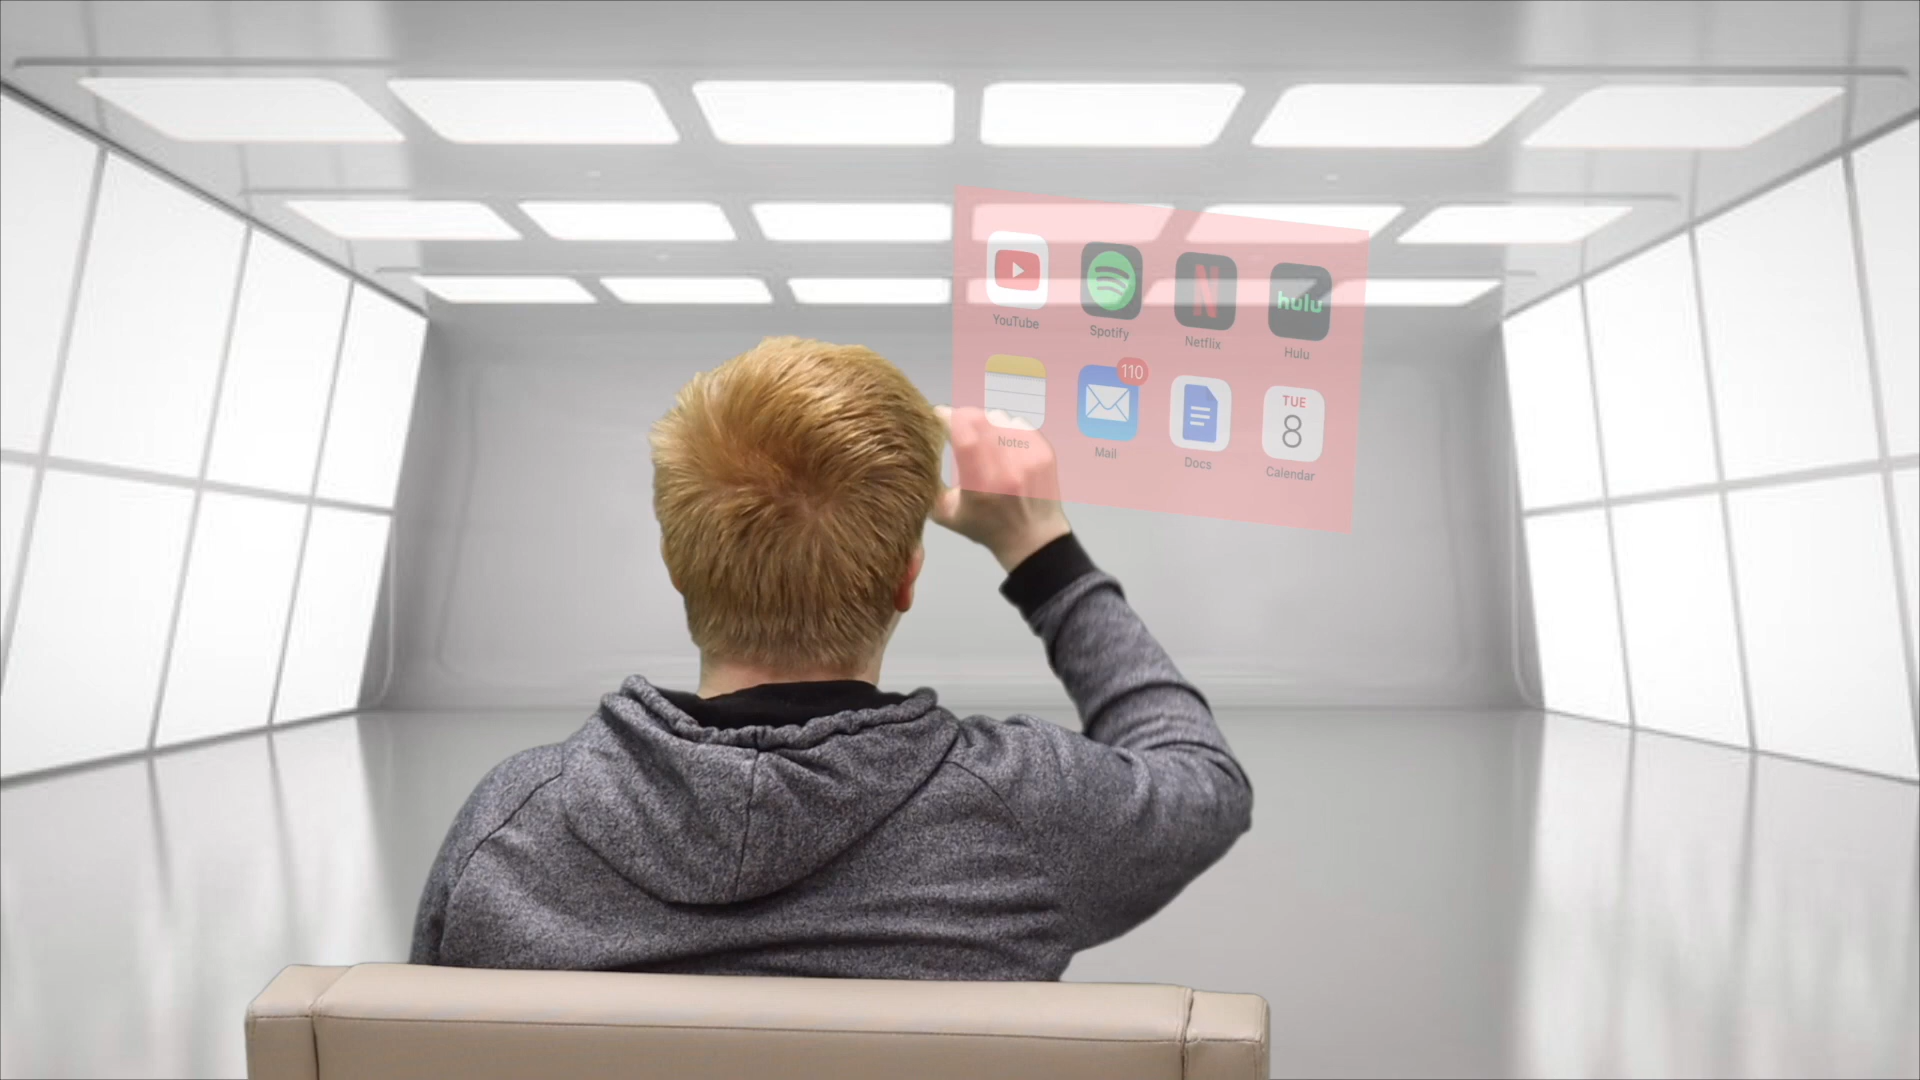 YouTube
Spotify
Netflix
N
hulu
Hulu
Notes
110
Mail
Docs
TUE
8
Calendar